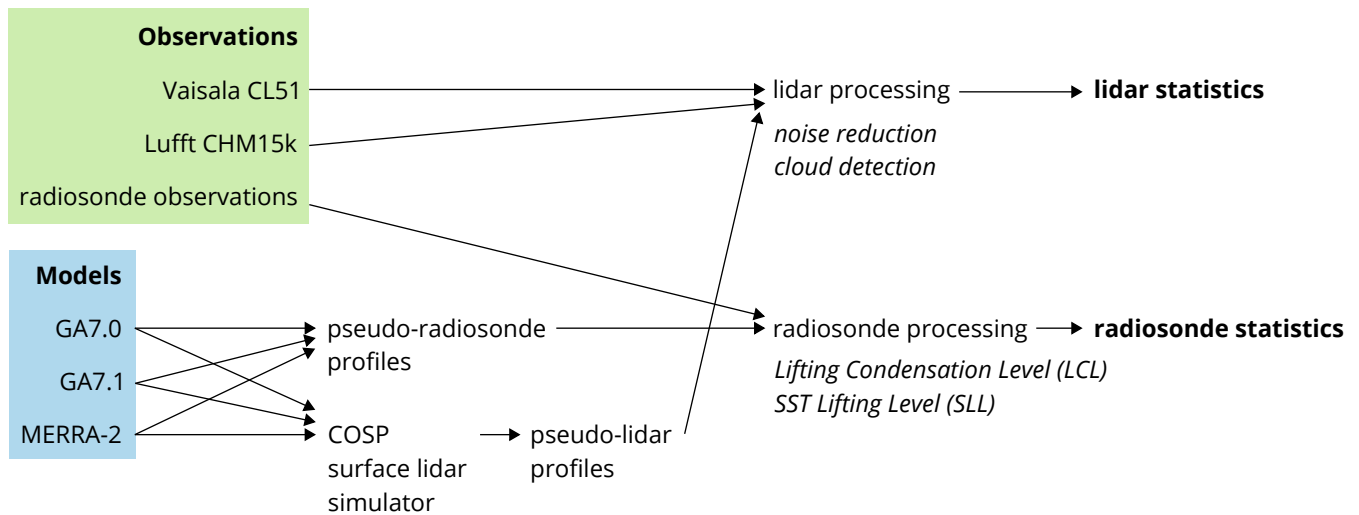 Observations
Vaisala CL51
Lufft CHM15k
radiosonde observations
lidar processing
noise reduction
cloud detection
lidar statistics
Models
GA7.0
GA7.1
MERRA-2
pseudo-radiosonde
profiles
COSP
surface lidar
simulator
pseudo-lidar
profiles
radiosonde processing
Lifting Condensation Level (LCL)
SST Lifting Level (SLL)
radiosonde statistics